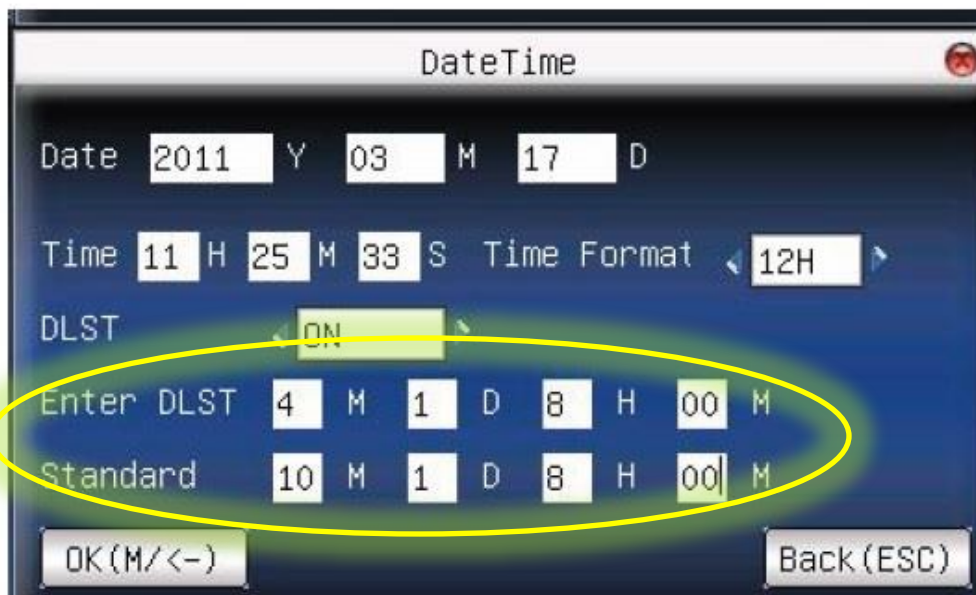 DateTime
Date 2011 Y 03 M 17 D
Time 11 H 25 M 33 S Time Format 12H
DLST ON
Enter DLST 4 M 1 D 8 H 00 M
Standard 10 M 1 D 8 H 00 M
OK(M/<-) Back(ESC)